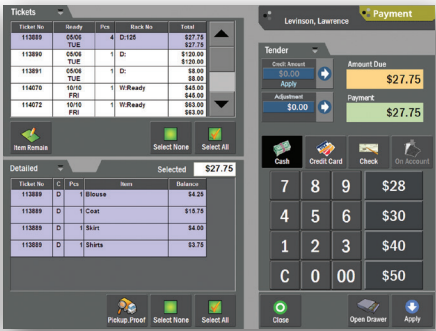 Tickets
Ticket No Ready Pcs Rack No Total
113889 05/06 TUE 4 D:125 $27.75 $27.75
113890 05/06 TUE 1 D: $120.00 $120.00
113891 05/06 TUE 1 D: $8.00 $8.00
114070 10/10 FRI 1 W:Ready $45.00 $45.00
114072 10/10 FRI 1 W:Ready $63.00 $63.00
Item Remain Select None Select All
Detailed Selected $27.75
Ticket No C Pcs Item Balance
113889 D 1 Blouse $4.25
113889 D 1 Coat $15.75
113889 D 1 Skirt $4.00
113889 D 1 Shirts $3.75
Pickup.Proof Select None Select All
Levinson, Lawrence
Payment
Tender
Credit Amount
$0.00
Apply
Amount Due
$27.75
Adjustment
$0.00
Payment
$27.75
Cash Credit Card Check On Account
7 8 9 $28
4 5 6 $30
1 2 3 $40
C 0 00 $50
Close Open Drawer Apply